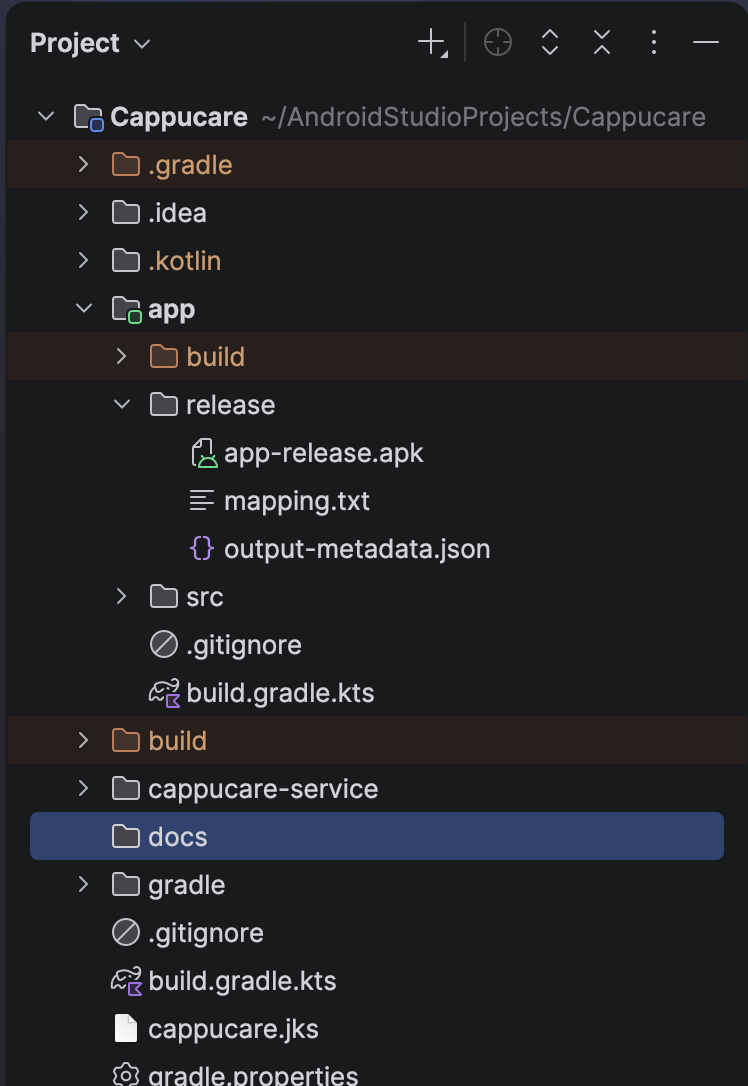 Project
Cappucare ~/AndroidStudioProjects/Cappucare
.gradle
.idea
.kotlin
app
build
release
app-release.apk
mapping.txt
output-metadata.json
src
.gitignore
build.gradle.kts
build
cappucare-service
docs
gradle
.gitignore
build.gradle.kts
cappucare.jks
gradle.properties